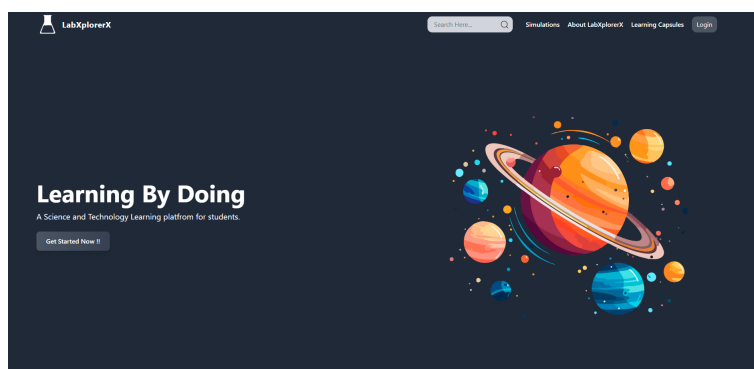 LabXplorerX
Search Here...
Simulations About LabXplorerX Learning Capsules Login
Learning By Doing
A Science and Technology Learning platfrom for students.
Get Started Now !!